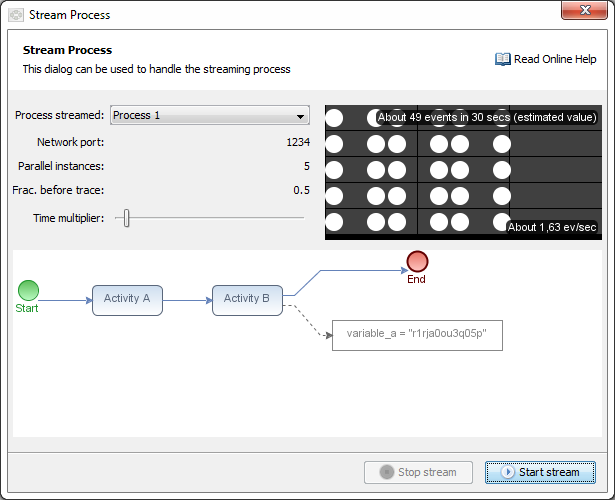 Stream Process
Stream Process
This dialog can be used to handle the streaming process
Read Online Help
Process streamed: Process 1
Network port: 1234
Parallel instances: 5
Frac. before trace: 0.5
Time multiplier:
About 49 events in 30 secs (estimated value)
About 1,63 ev/sec
Start
Activity A
Activity B
End
variable_a = "r1rja0ou3q05p"
Stop stream
Start stream